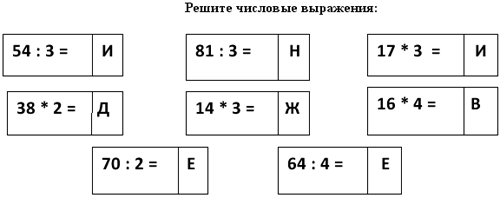 Решите числовые выражения:
54 : 3 = И 81 : 3 = Н 17 * 3 = И
38 * 2 = Д 14 * 3 = Ж 16 * 4 = В
70 : 2 = Е 64 : 4 = Е